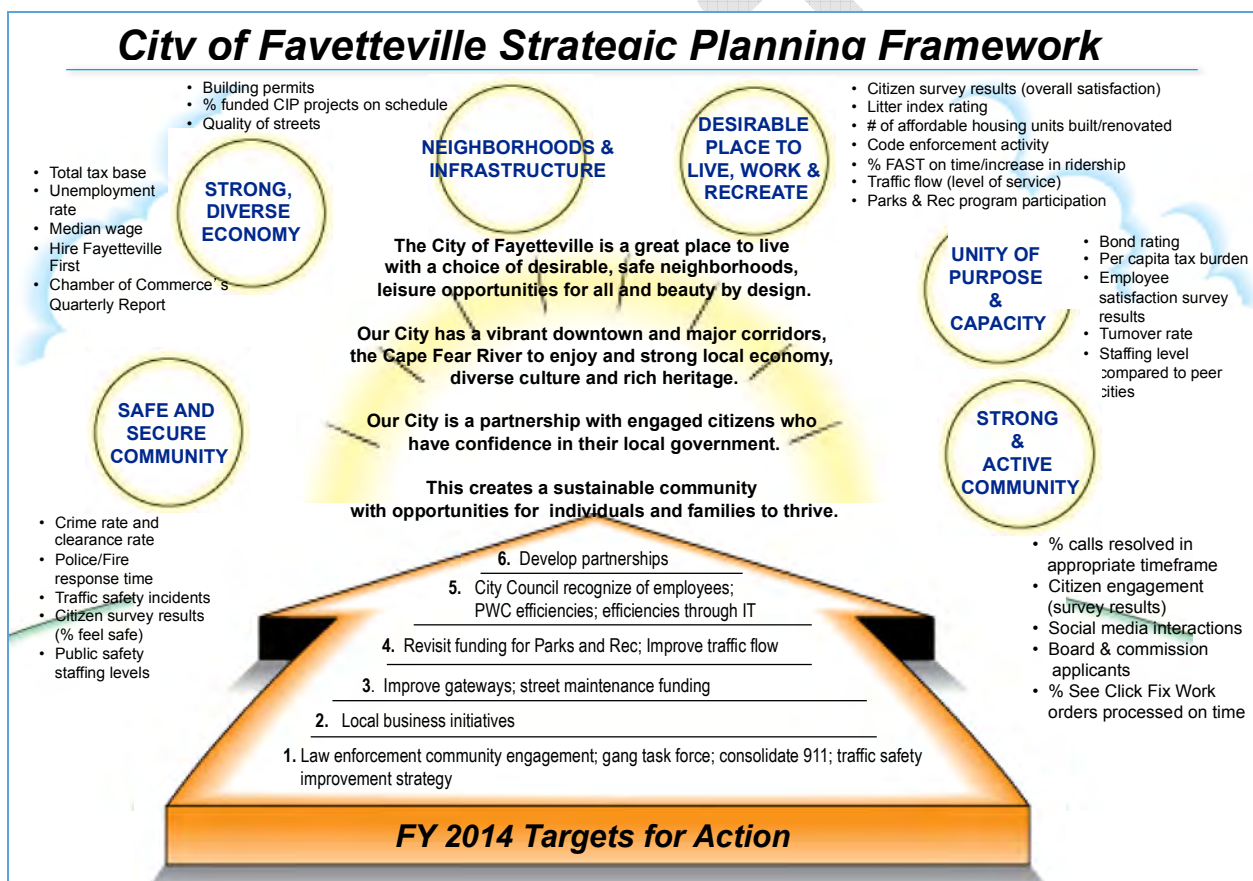 City of Fayetteville Strategic Planning Framework
• Building permits
• % funded CIP projects on schedule
• Quality of streets
NEIGHBORHOODS &
INFRASTRUCTURE
DESIRABLE
PLACE TO
LIVE, WORK &
RECREATE
• Citizen survey results (overall satisfaction)
• Litter index rating
• # of affordable housing units built/renovated
• Code enforcement activity
• % FAST on time/increase in ridership
• Traffic flow (level of service)
• Parks & Rec program participation
• Total tax base
• Unemployment
rate
• Median wage
• Hire Fayetteville
First
• Chamber of Commerce´s
Quarterly Report
STRONG,
DIVERSE
ECONOMY
UNITY OF
PURPOSE
&
CAPACITY
• Bond rating
• Per capita tax burden
• Employee
satisfaction survey
results
• Turnover rate
• Staffing level
compared to peer
cities
The City of Fayetteville is a great place to live
with a choice of desirable, safe neighborhoods,
leisure opportunities for all and beauty by design.
Our City has a vibrant downtown and major corridors,
the Cape Fear River to enjoy and strong local economy,
diverse culture and rich heritage.
Our City is a partnership with engaged citizens who
have confidence in their local government.
This creates a sustainable community
with opportunities for individuals and families to thrive.
SAFE AND
SECURE
COMMUNITY
STRONG
&
ACTIVE
COMMUNITY
• Crime rate and
clearance rate
• Police/Fire
response time
• Traffic safety incidents
• Citizen survey results
(% feel safe)
• Public safety
staffing levels
• % calls resolved in
appropriate timeframe
• Citizen engagement
(survey results)
• Social media interactions
• Board & commission
applicants
• % See Click Fix Work
orders processed on time
6. Develop partnerships
5. City Council recognize of employees;
PWC efficiencies; efficiencies through IT
4. Revisit funding for Parks and Rec; Improve traffic flow
3. Improve gateways; street maintenance funding
2. Local business initiatives
1. Law enforcement community engagement; gang task force; consolidate 911; traffic safety
improvement strategy
FY 2014 Targets for Action